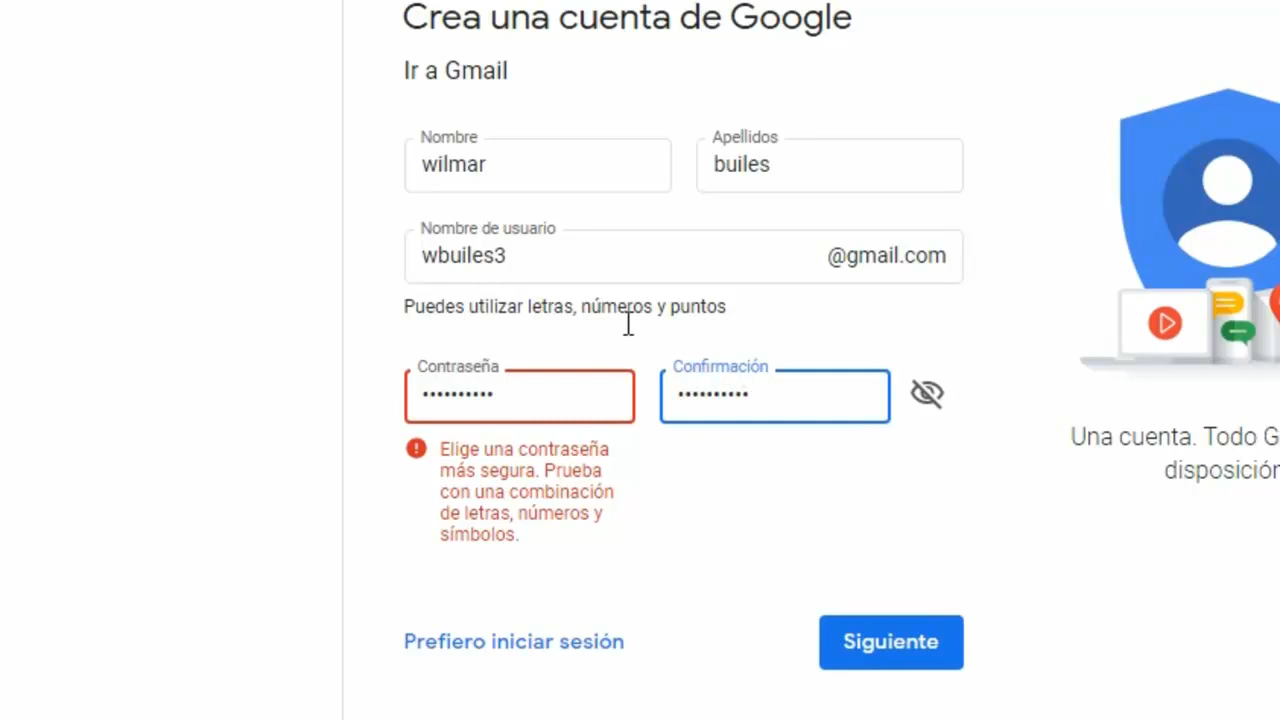 Crea una cuenta de Google
Ir a Gmail
Nombre
Apellidos
wilmar
builes
Nombre de usuario
wbuiles3
@gmail.com
Puedes utilizar letras, números y puntos
Contraseña
Confirmación
••••••••••
••••••••••
Elige una contraseña
más segura. Prueba
con una combinación
de letras, números y
símbolos.
Una cuenta. Todo G
disposición
Prefiero iniciar sesión
Siguiente